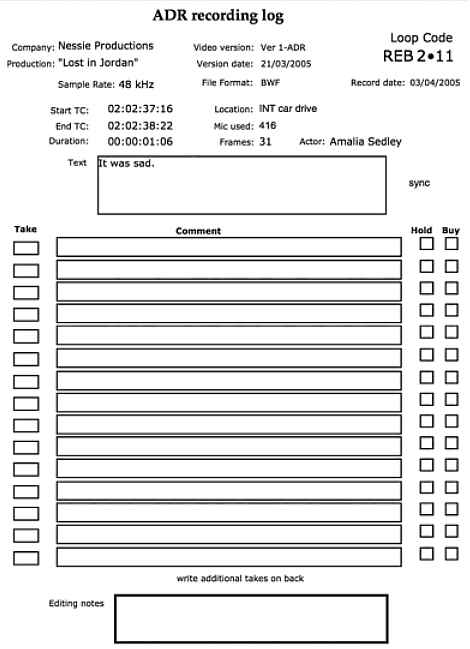 ADR recording log
Loop Code
REB 2•11
Company: Nessie Productions
Video version: Ver 1-ADR
Production: "Lost in Jordan"
Version date: 21/03/2005
Sample Rate: 48 kHz
File Format: BWF
Record date: 03/04/2005
Start TC: 02:02:37:16
Location: INT car drive
End TC: 02:02:38:22
Mic used: 416
Duration: 00:00:01:06
Frames: 31
Actor: Amalia Sedley
Text It was sad.
sync
Take Comment Hold Buy
write additional takes on back
Editing notes